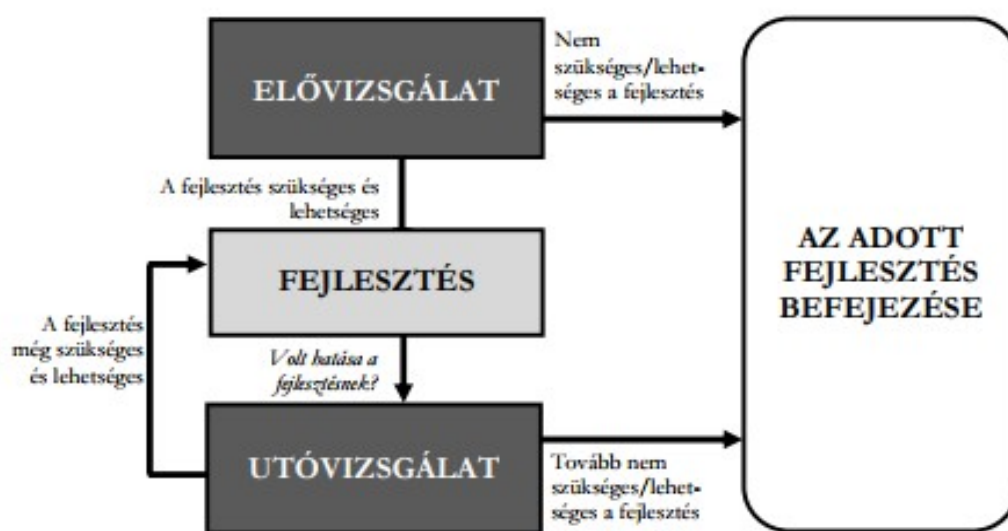 ELŐVIZSGÁLAT
Nem
szükséges/lehet-
séges a fejlesztés
A fejlesztés szükséges és
lehetséges
FEJLESZTÉS
A fejlesztés
még szükséges
és lehetséges
Volt hatása a
fejlesztésnek?
UTÓVIZSGÁLAT
Tovább nem
szükséges/lehet-
séges a fejlesztés
AZ ADOTT
FEJLESZTÉS
BEFEJEZÉSE